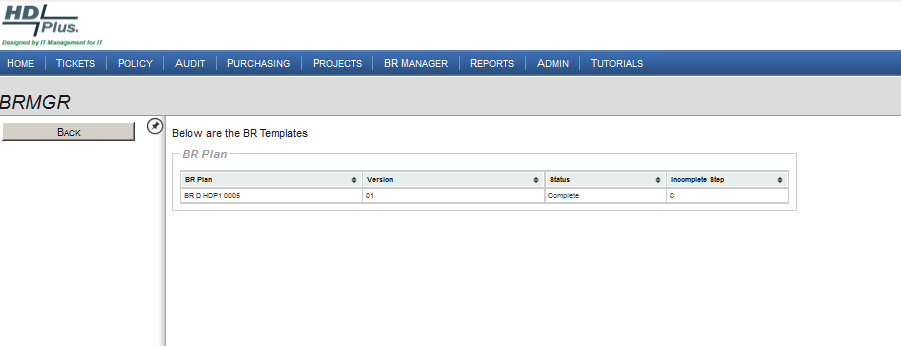 HD
Plus.
Designed by IT Management for IT
HOME TICKETS POLICY AUDIT PURCHASING PROJECTS BR MANAGER REPORTS ADMIN TUTORIALS
BRMGR
BACK
Below are the BR Templates
BR Plan
BR Plan Version Status Incomplete Step
BR D HDP1 0005 01 Complete 0